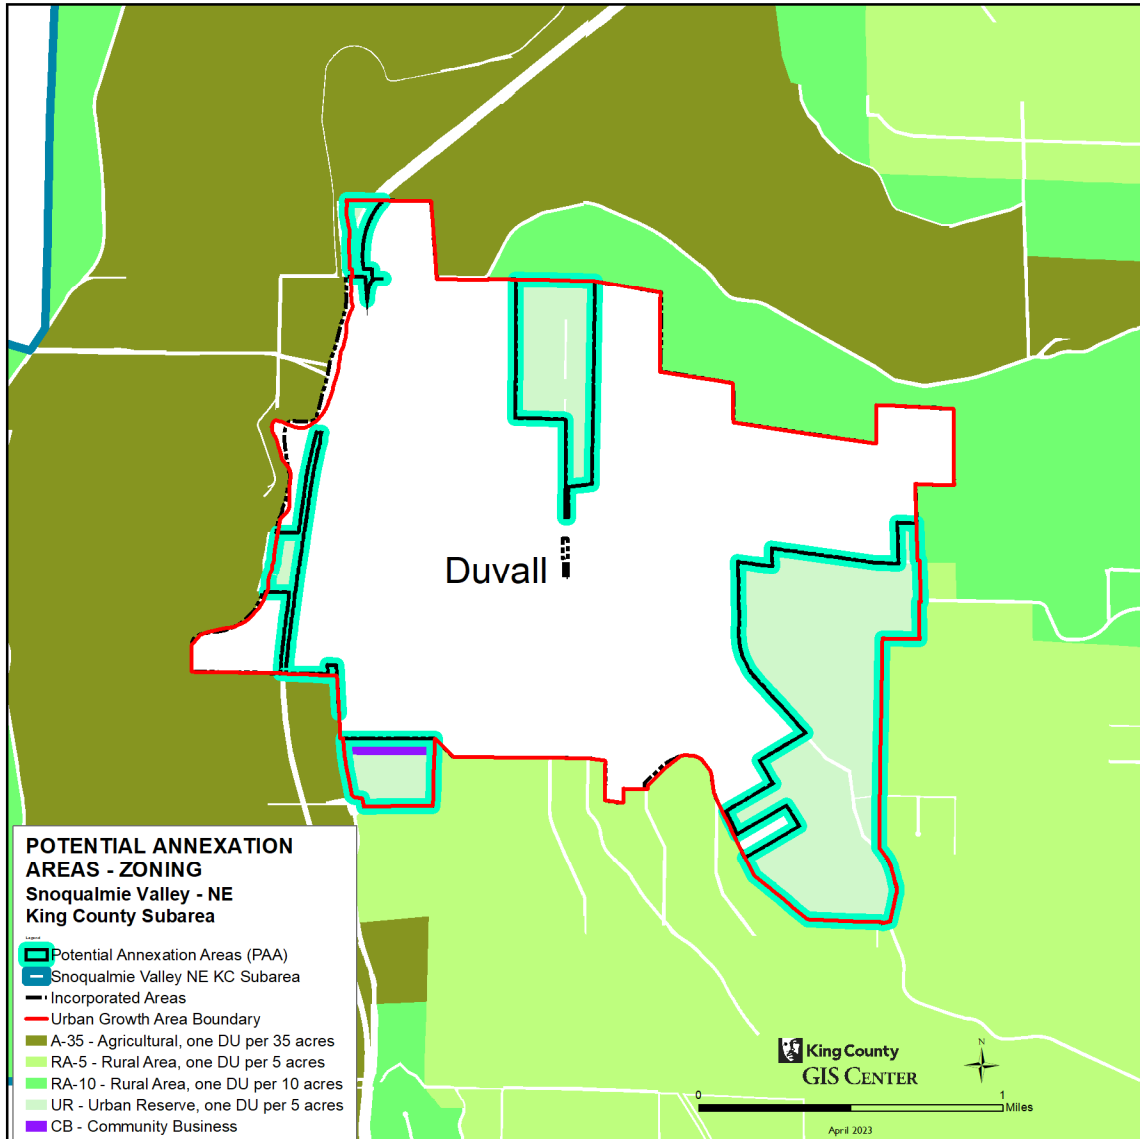 Duvall
POTENTIAL ANNEXATION
AREAS - ZONING
Snoqualmie Valley - NE
King County Subarea
Legend
Potential Annexation Areas (PAA)
Snoqualmie Valley NE KC Subarea
Incorporated Areas
Urban Growth Area Boundary
A-35 - Agricultural, one DU per 35 acres
RA-5 - Rural Area, one DU per 5 acres
RA-10 - Rural Area, one DU per 10 acres
UR - Urban Reserve, one DU per 5 acres
CB - Community Business
King County
GIS CENTER
N
0 1
Miles
April 2023